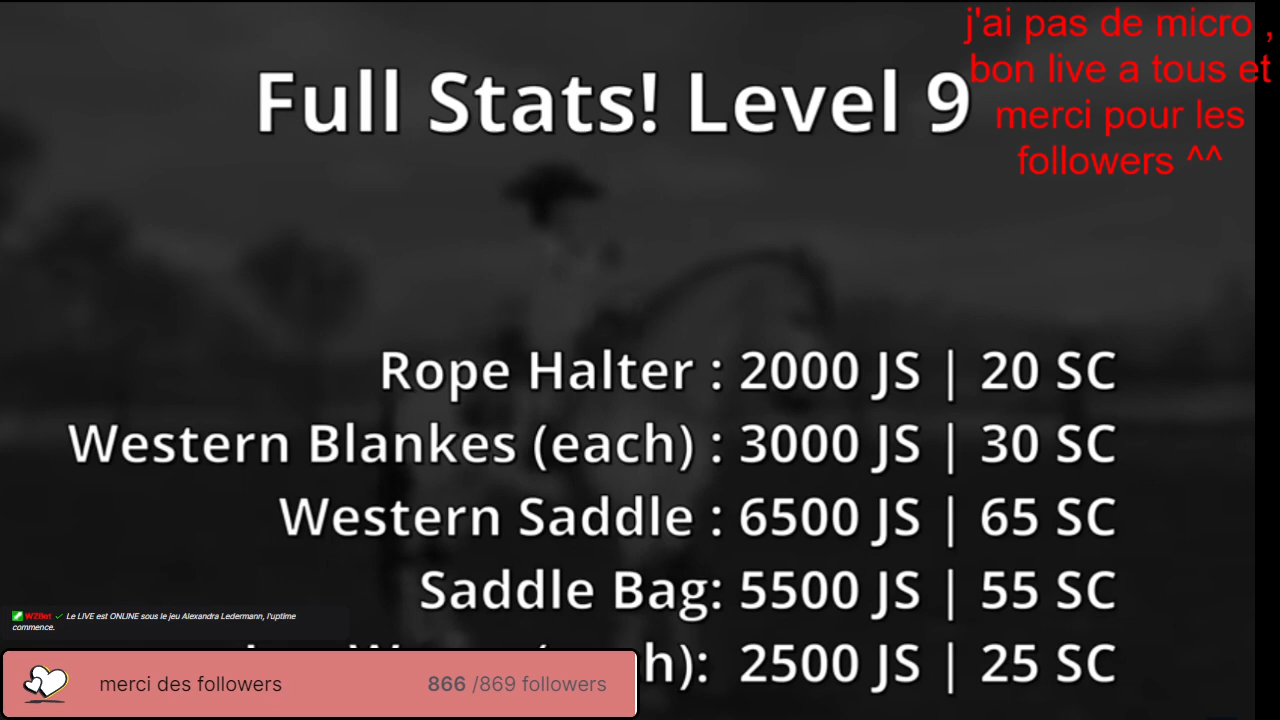 j'ai pas de micro ,
bon live a tous et
merci pour les
followers ^^
Full Stats! Level 9
Rope Halter : 2000 JS | 20 SC
Western Blankes (each) : 3000 JS | 30 SC
Western Saddle : 6500 JS | 65 SC
Saddle Bag: 5500 JS | 55 SC
h): 2500 JS | 25 SC
WZBot ✓ Le LIVE est ONLINE sous le jeu Alexandra Ledermann, l'uptime
commence.
merci des followers 866 /869 followers